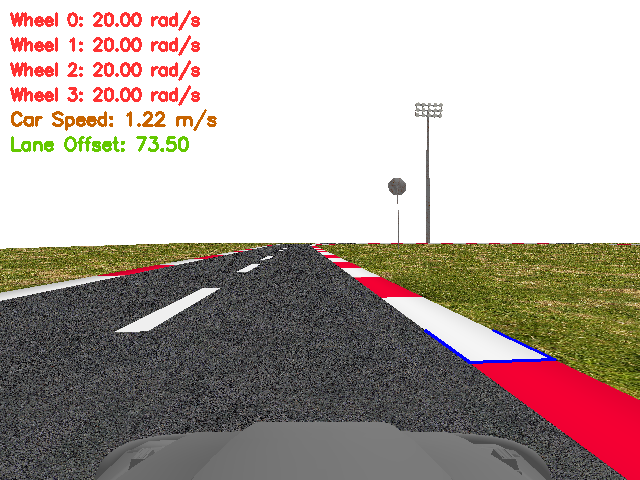 Wheel 0: 20.00 rad/s
Wheel 1: 20.00 rad/s
Wheel 2: 20.00 rad/s
Wheel 3: 20.00 rad/s
Car Speed: 1.22 m/s
Lane Offset: 73.50